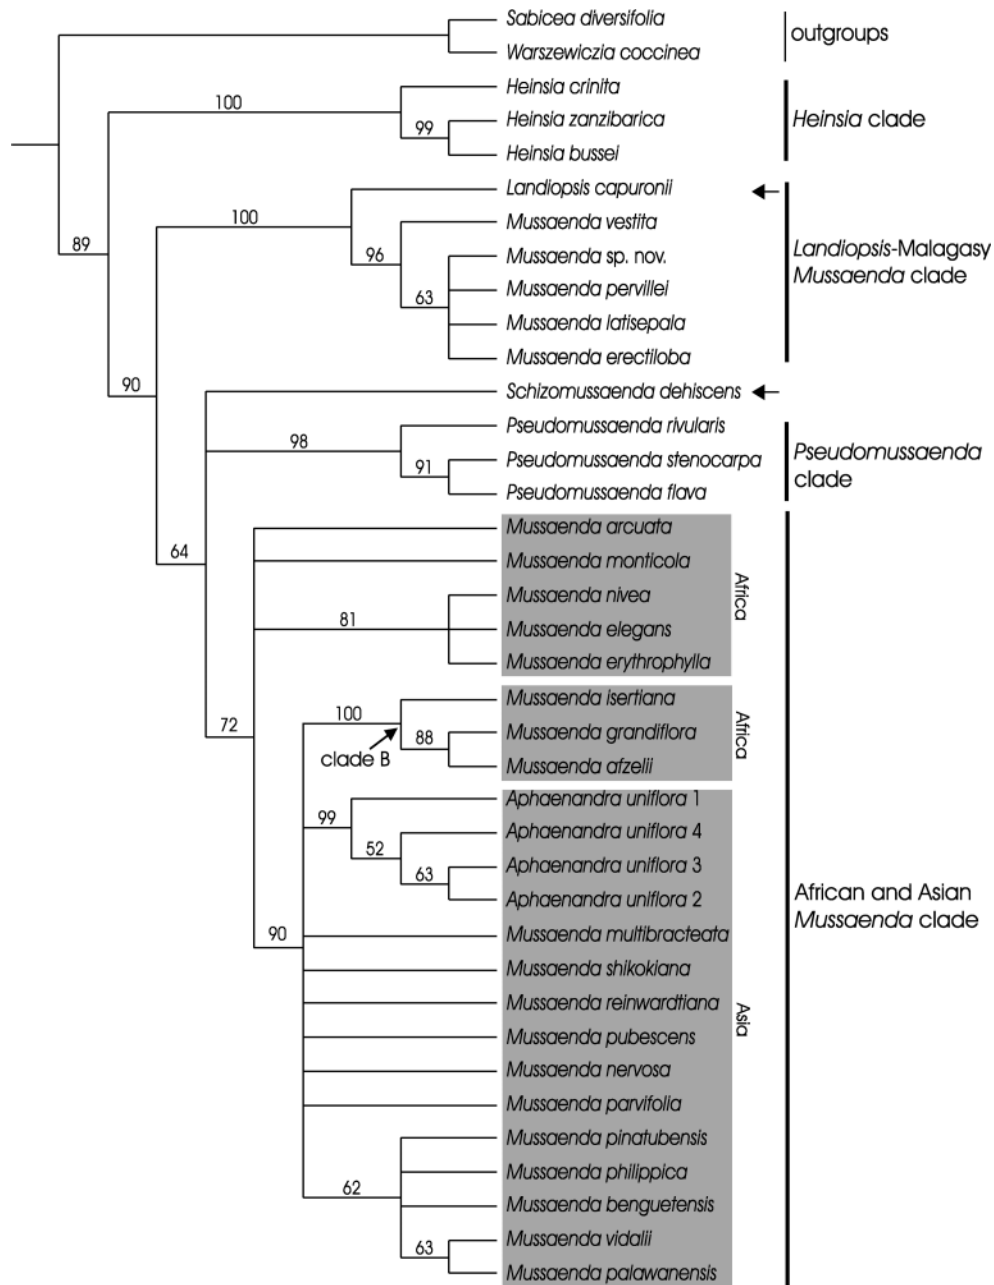 Sabicea diversifolia
Warszewiczia coccinea
outgroups
100
Heinsia crinita
99
Heinsia zanzibarica
Heinsia bussei
Heinsia clade
89
100
Landiopsis capuronii
96
Mussaenda vestita
Mussaenda sp. nov.
63
Mussaenda pervillei
Mussaenda latisepala
Mussaenda erectiloba
Landiopsis-Malagasy
Mussaenda clade
90
Schizomussaenda dehiscens
98
Pseudomussaenda rivularis
91
Pseudomussaenda stenocarpa
Pseudomussaenda flava
Pseudomussaenda
clade
64
Mussaenda arcuata
Mussaenda monticola
81
Mussaenda nivea
Mussaenda elegans
Mussaenda erythrophylla
Africa
72
100
clade B
Mussaenda isertiana
88
Mussaenda grandiflora
Mussaenda afzelii
Africa
99
Aphaenandra uniflora 1
52
Aphaenandra uniflora 4
63
Aphaenandra uniflora 3
Aphaenandra uniflora 2
90
Mussaenda multibracteata
Mussaenda shikokiana
Mussaenda reinwardtiana
Mussaenda pubescens
Mussaenda nervosa
Mussaenda parvifolia
62
Mussaenda pinatubensis
Mussaenda philippica
Mussaenda benguetensis
63
Mussaenda vidalii
Mussaenda palawanensis
Asia
African and Asian
Mussaenda clade